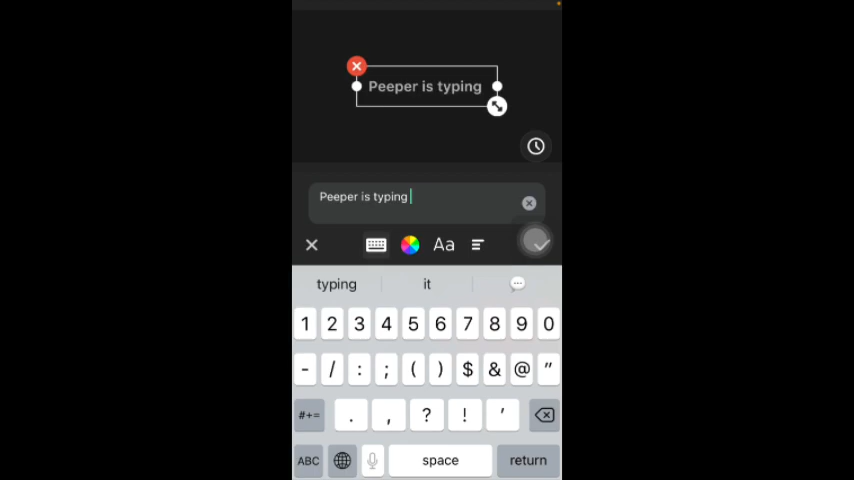 Peeper is typing
Peeper is typing
Aa
typing it
1 2 3 4 5 6 7 8 9 0
- / : ; ( ) $ & @ "
#+= . , ? ! '
ABC space return